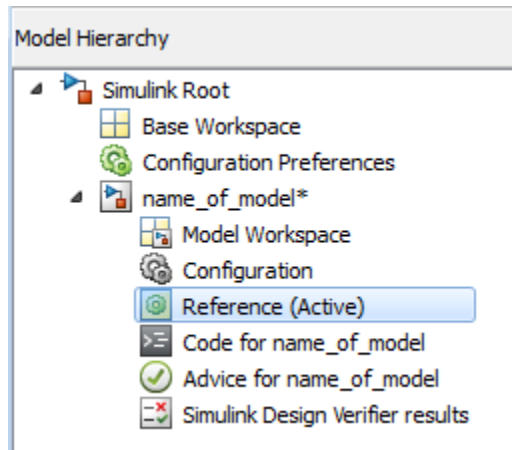 Model Hierarchy
Simulink Root
Base Workspace
Configuration Preferences
name_of_model*
Model Workspace
Configuration
Reference (Active)
Code for name_of_model
Advice for name_of_model
Simulink Design Verifier results